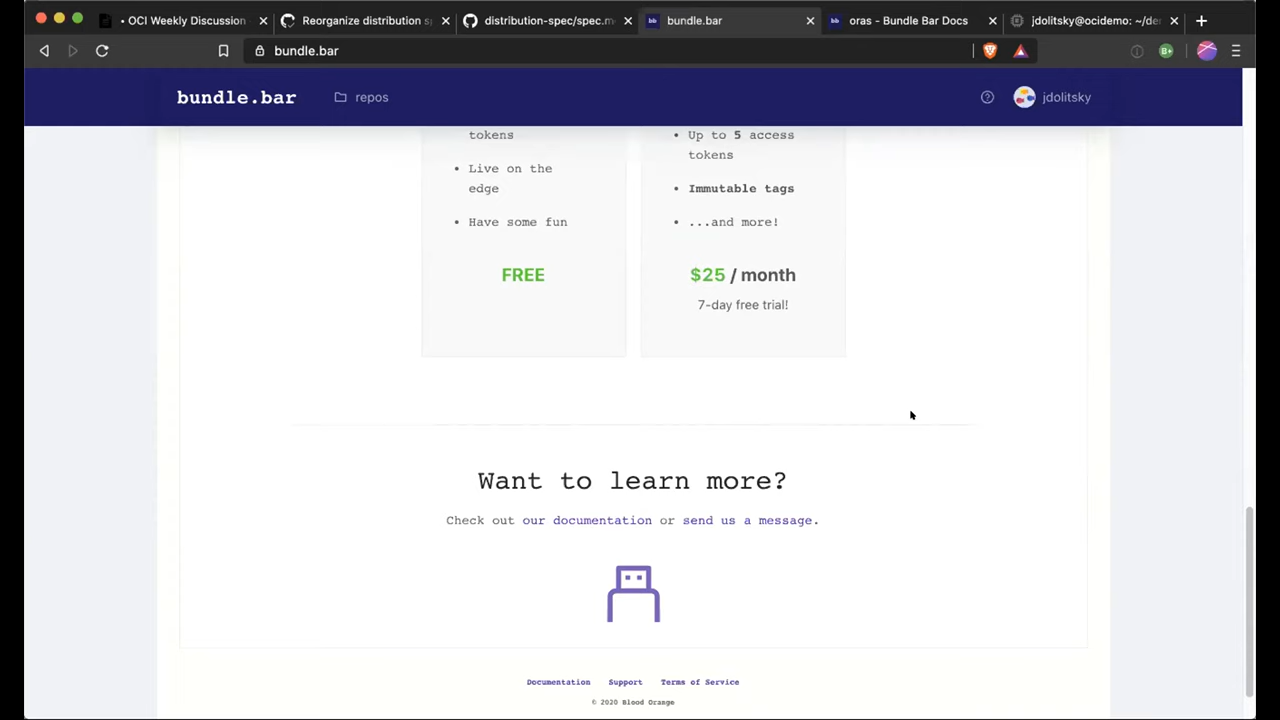 • OCI Weekly Discussion
Reorganize distribution s
distribution-spec/spec.m
bundle.bar
oras - Bundle Bar Docs
jdolitsky@ocidemo: ~/de
bundle.bar
bundle.bar
repos
jdolitsky
tokens
• Live on the
edge
• Have some fun
FREE
• Up to 5 access
tokens
• Immutable tags
• ...and more!
$25 / month
7-day free trial!
Want to learn more?
Check out our documentation or send us a message.
Documentation Support Terms of Service
© 2020 Blood Orange